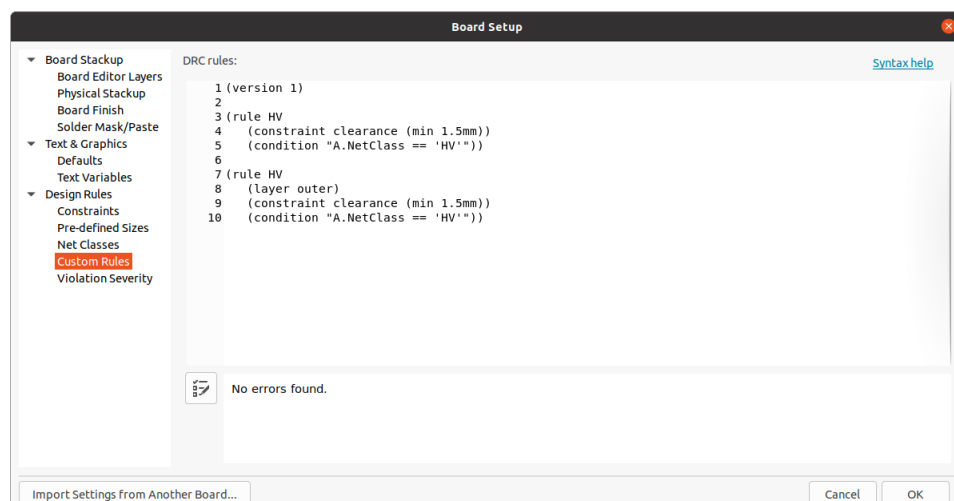 Board Setup
Board Stackup
Board Editor Layers
Physical Stackup
Board Finish
Solder Mask/Paste
Text & Graphics
Defaults
Text Variables
Design Rules
Constraints
Pre-defined Sizes
Net Classes
Custom Rules
Violation Severity
DRC rules:
Syntax help
1 (version 1)
2
3 (rule HV
4 (constraint clearance (min 1.5mm))
5 (condition "A.NetClass == 'HV'"))
6
7 (rule HV
8 (layer outer)
9 (constraint clearance (min 1.5mm))
10 (condition "A.NetClass == 'HV'"))
No errors found.
Import Settings from Another Board...
Cancel
OK